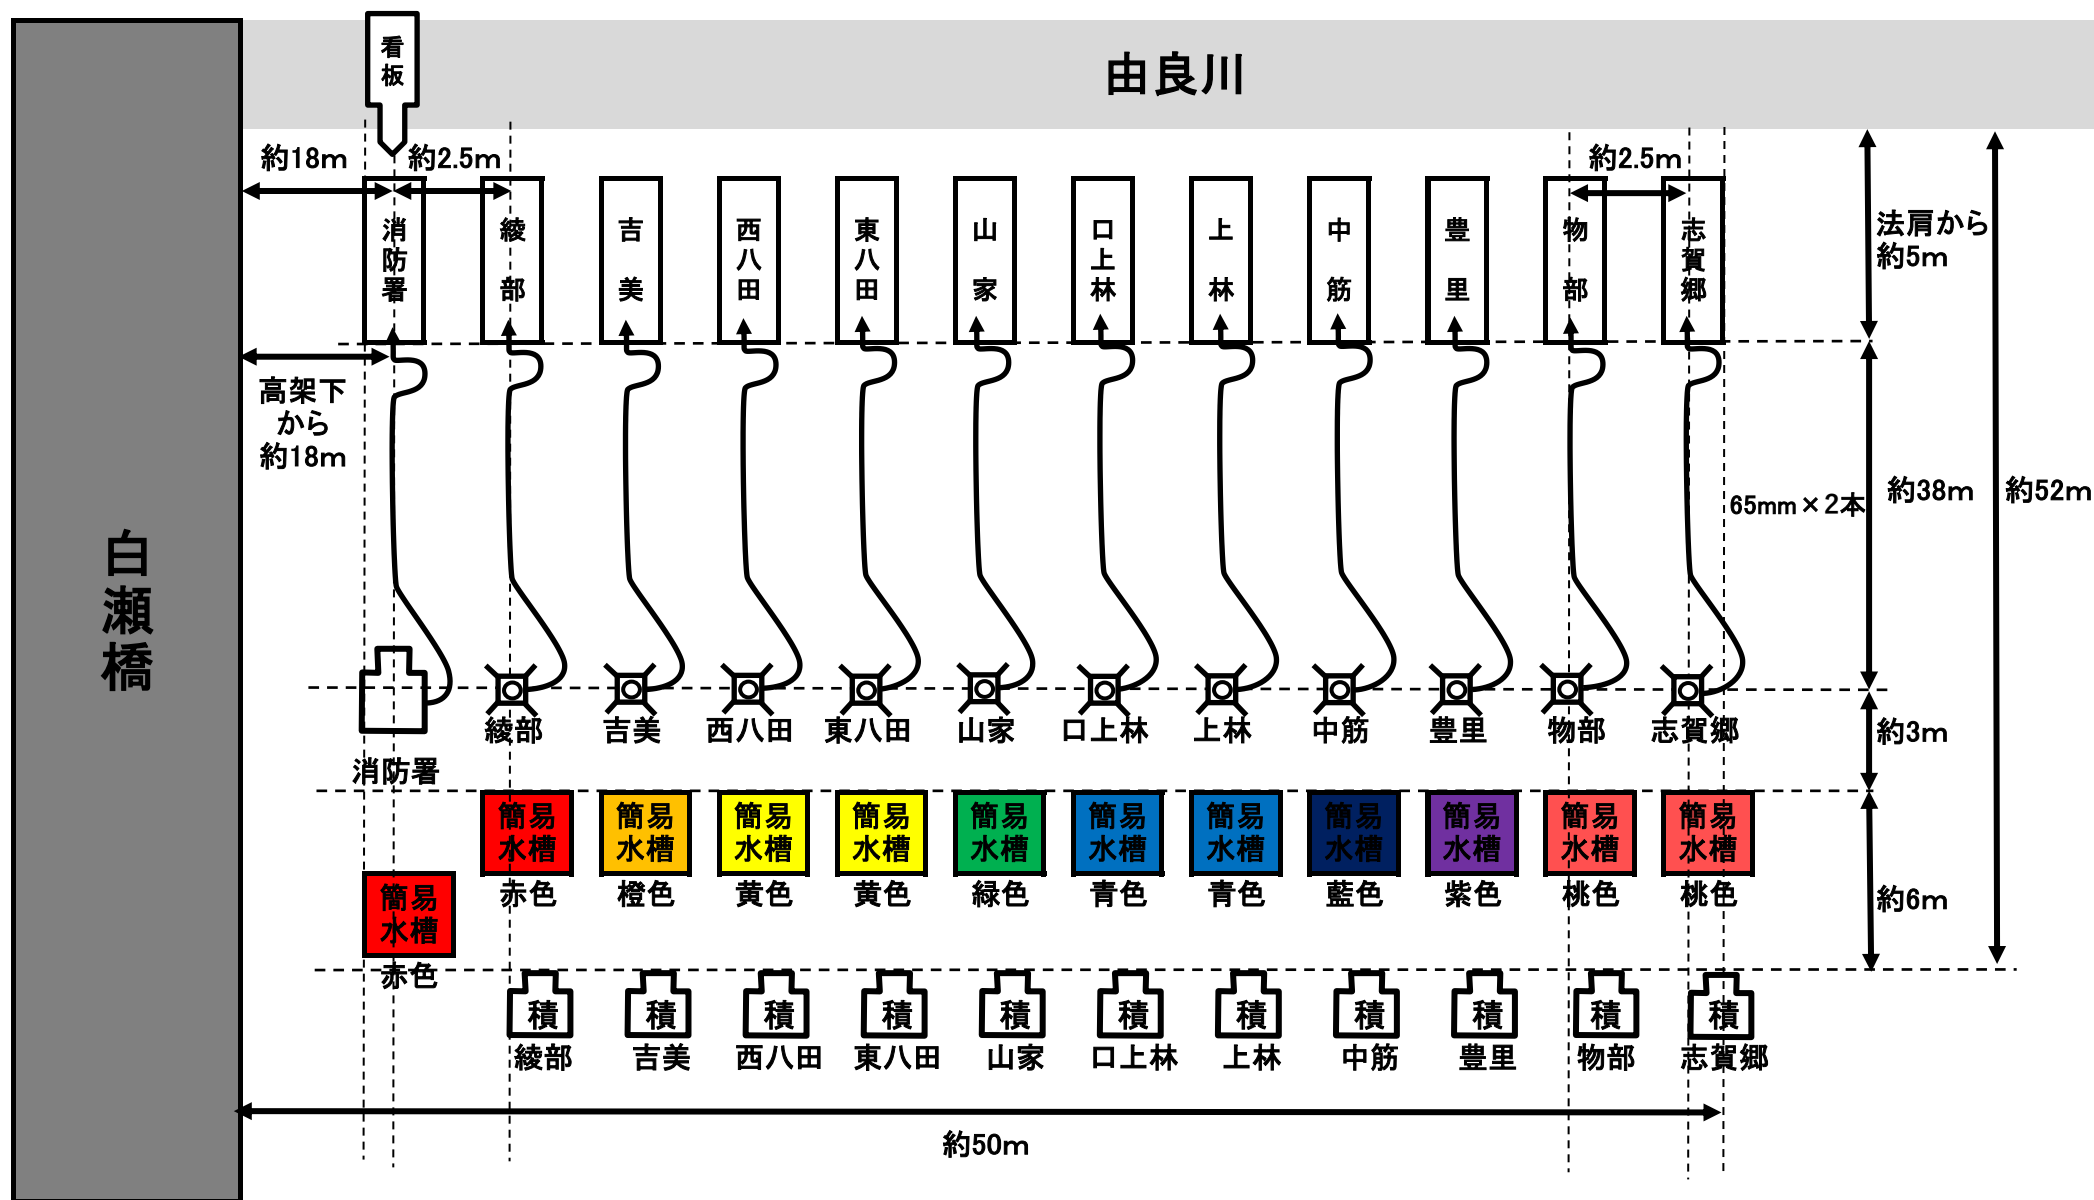 看板
由良川
約18m
約2.5m
約2.5m
消防署
綾部
吉美
西八田
東八田
山家
口上林
上林
中筋
豊里
物部
志賀郷
法肩から
約5m
高架下
から
約18m
65mm×2本
約38m
約52m
白瀬橋
消防署
綾部
吉美
西八田
東八田
山家
口上林
上林
中筋
豊里
物部
志賀郷
約3m
簡易
水槽
赤色
簡易
水槽
赤色
簡易
水槽
橙色
簡易
水槽
黄色
簡易
水槽
黄色
簡易
水槽
緑色
簡易
水槽
青色
簡易
水槽
青色
簡易
水槽
藍色
簡易
水槽
紫色
簡易
水槽
桃色
簡易
水槽
桃色
約6m
積
綾部
積
吉美
積
西八田
積
東八田
積
山家
積
口上林
積
上林
積
中筋
積
豊里
積
物部
積
志賀郷
約50m